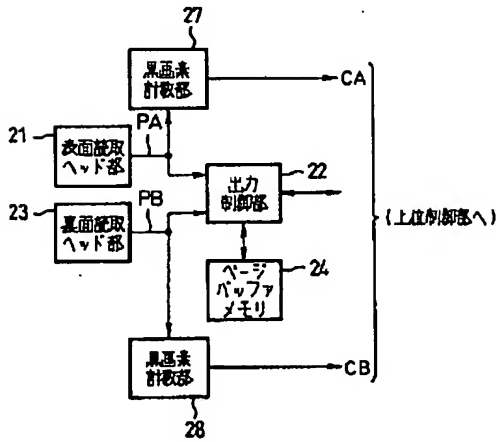 27
黒画素
計数部
CA
21
PA
表面読取
ヘッド部
22
出力
制御部
23
PB
裏面読取
ヘッド部
(上位制御部へ)
24
ページ
バッファ
メモリ
黒画素
計数部
CB
28